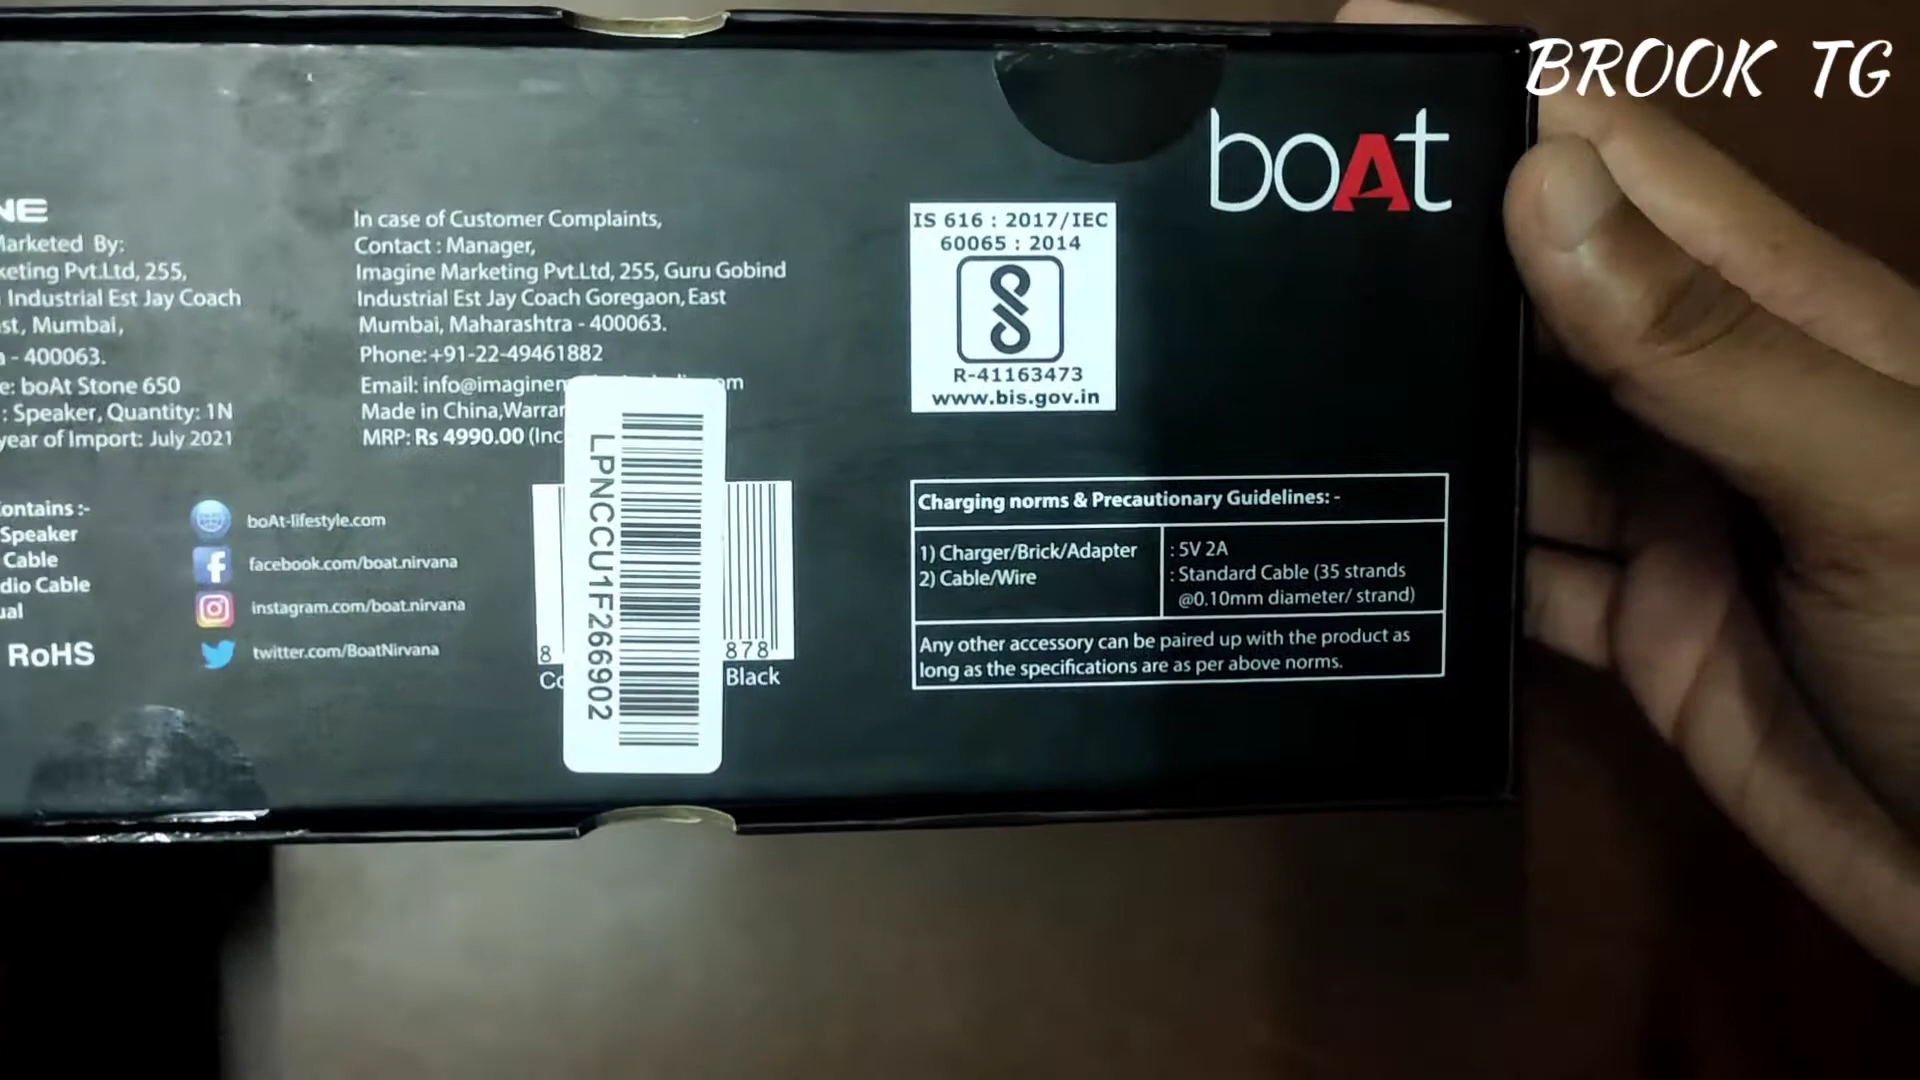 BROOK TG
boAt
NE
Marketed By:
keting Pvt.Ltd, 255,
Industrial Est Jay Coach
st, Mumbai,
- 400063.
e: boAt Stone 650
: Speaker, Quantity: 1N
year of Import: July 2021
ontains :-
Speaker
Cable
dio Cable
ual
RoHS
In case of Customer Complaints,
Contact : Manager,
Imagine Marketing Pvt.Ltd, 255, Guru Gobind
Industrial Est Jay Coach Goregaon, East
Mumbai, Maharashtra - 400063.
Phone: +91-22-49461882
Email: info@imaginem
Made in China,Warran
MRP: Rs 4990.00 (Inc
boAt-lifestyle.com
facebook.com/boat.nirvana
instagram.com/boat.nirvana
twitter.com/BoatNirvana
LPNCCU1F266902
8
878
Co
Black
IS 616 : 2017/IEC
60065 : 2014
R-41163473
www.bis.gov.in
Charging norms & Precautionary Guidelines: -
1) Charger/Brick/Adapter : 5V 2A
2) Cable/Wire : Standard Cable (35 strands
@0.10mm diameter/ strand)
Any other accessory can be paired up with the product as
long as the specifications are as per above norms.